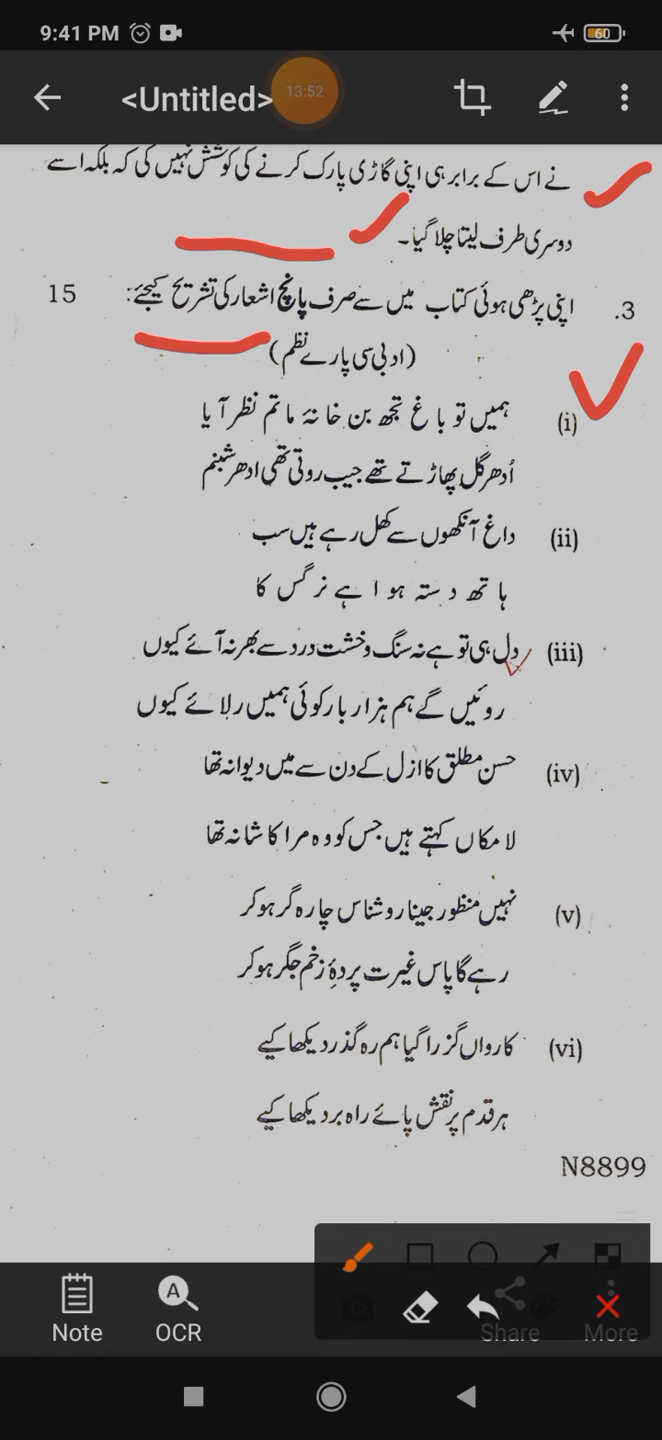 9:41 PM
60
<Untitled>
13:52
نے اس کے برابر ہی اپنی گاڑی پارک کرنے کی کوشش نہیں کی کہ بلکہ اسے
دوسری طرف لیتا چلا گیا۔
3. اپنی پڑھی ہوئی کتاب میں سے صرف پانچ اشعار کی تشریح کیجئے: 15
(ادبی سی پارے نظم)
(i) ہمیں تو باغ تجھ بن خانۂ ماتم نظر آیا
اُدھر گل پھاڑتے تھے جیب روتی تھی ادھر شبنم
(ii) داغ آنکھوں سے کھل رہے ہیں سب
ہاتھ دستہ ہوا ہے نرگس کا
(iii) دل ہی تو ہے نہ سنگ و خشت درد سے بھر نہ آئے کیوں
روئیں گے ہم ہزار بار کوئی ہمیں رلائے کیوں
(iv) حسن مطلق کا ازل کے دن سے میں دیوانہ تھا
لا مکاں کہتے ہیں جس کو وہ مرا کاشانہ تھا
(v) نہیں منظور جینا روشناس چارہ گر ہو کر
رہے گا پاس غیرت پردۂ زخم جگر ہو کر
(vi) کارواں گزرا گیا ہم رہ گذر دیکھا کیے
ہر قدم پر نقش پائے راہ بر دیکھا کیے
N8899
Note
OCR
Share
More